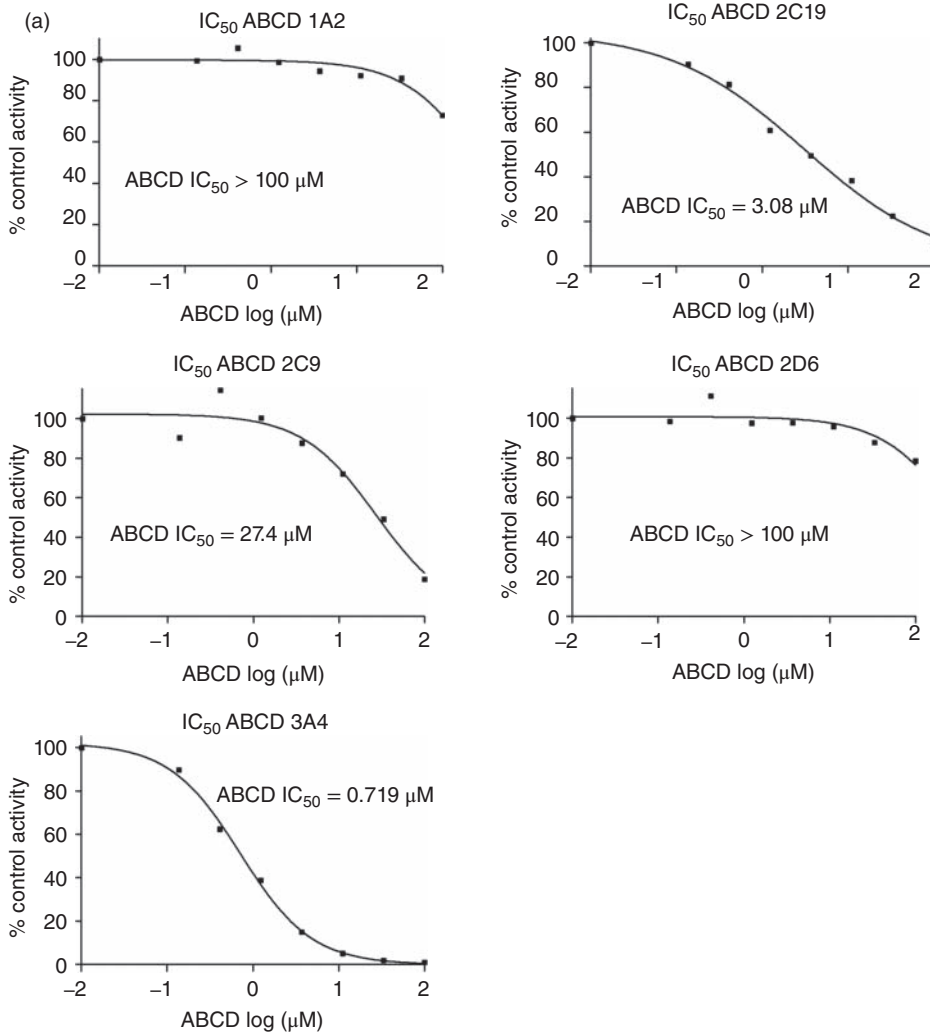 (a)
IC50 ABCD 1A2
% control activity
100
80
60
40
20
0
ABCD IC50 > 100 μM
−2
−1
0
1
2
ABCD log (μM)
IC50 ABCD 2C19
% control activity
100
80
60
40
20
0
ABCD IC50 = 3.08 μM
−2
−1
0
1
2
ABCD log (μM)
IC50 ABCD 2C9
% control activity
100
80
60
40
20
0
ABCD IC50 = 27.4 μM
−2
−1
0
1
2
ABCD log (μM)
IC50 ABCD 2D6
% control activity
100
80
60
40
20
0
ABCD IC50 > 100 μM
−2
−1
0
1
2
ABCD log (μM)
IC50 ABCD 3A4
% control activity
100
80
60
40
20
0
ABCD IC50 = 0.719 μM
−2
−1
0
1
2
ABCD log (μM)